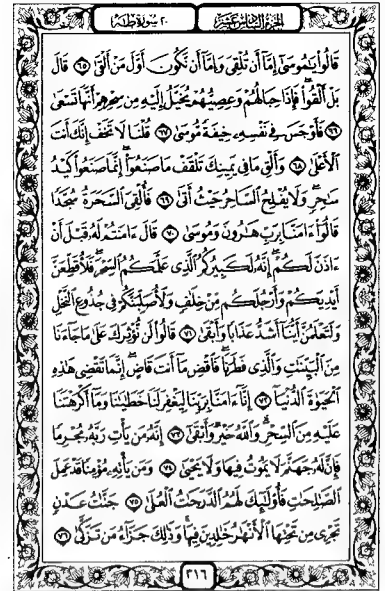 الجزء السادس عشر ٢٠ سورة طه
قَالُوا۟ يَـٰمُوسَىٰٓ إِمَّآ أَن تُلْقِىَ وَإِمَّآ أَن نَّكُونَ أَوَّلَ مَنْ أَلْقَىٰ ۝٦٥ قَالَ
بَلْ أَلْقُوا۟ ۖ فَإِذَا حِبَالُهُمْ وَعِصِيُّهُمْ يُخَيَّلُ إِلَيْهِ مِن سِحْرِهِمْ أَنَّهَا تَسْعَىٰ
۝٦٦ فَأَوْجَسَ فِى نَفْسِهِۦ خِيفَةً مُّوسَىٰ ۝٦٧ قُلْنَا لَا تَخَفْ إِنَّكَ أَنتَ
ٱلْأَعْلَىٰ ۝٦٨ وَأَلْقِ مَا فِى يَمِينِكَ تَلْقَفْ مَا صَنَعُوٓا۟ ۖ إِنَّمَا صَنَعُوا۟ كَيْدُ
سَـٰحِرٍ ۖ وَلَا يُفْلِحُ ٱلسَّاحِرُ حَيْثُ أَتَىٰ ۝٦٩ فَأُلْقِىَ ٱلسَّحَرَةُ سُجَّدًا
قَالُوٓا۟ ءَامَنَّا بِرَبِّ هَـٰرُونَ وَمُوسَىٰ ۝٧٠ قَالَ ءَامَنتُمْ لَهُۥ قَبْلَ أَنْ
ءَاذَنَ لَكُمْ ۖ إِنَّهُۥ لَكَبِيرُكُمُ ٱلَّذِى عَلَّمَكُمُ ٱلسِّحْرَ ۖ فَلَأُقَطِّعَنَّ
أَيْدِيَكُمْ وَأَرْجُلَكُم مِّنْ خِلَـٰفٍ وَلَأُصَلِّبَنَّكُمْ فِى جُذُوعِ ٱلنَّخْلِ
وَلَتَعْلَمُنَّ أَيُّنَآ أَشَدُّ عَذَابًا وَأَبْقَىٰ ۝٧١ قَالُوا۟ لَن نُّؤْثِرَكَ عَلَىٰ مَا جَآءَنَا
مِنَ ٱلْبَيِّنَـٰتِ وَٱلَّذِى فَطَرَنَا ۖ فَٱقْضِ مَآ أَنتَ قَاضٍ ۖ إِنَّمَا تَقْضِى هَـٰذِهِ
ٱلْحَيَوٰةَ ٱلدُّنْيَآ ۝٧٢ إِنَّآ ءَامَنَّا بِرَبِّنَا لِيَغْفِرَ لَنَا خَطَـٰيَـٰنَا وَمَآ أَكْرَهْتَنَا
عَلَيْهِ مِنَ ٱلسِّحْرِ ۗ وَٱللَّهُ خَيْرٌ وَأَبْقَىٰٓ ۝٧٣ إِنَّهُۥ مَن يَأْتِ رَبَّهُۥ مُجْرِمًا
فَإِنَّ لَهُۥ جَهَنَّمَ لَا يَمُوتُ فِيهَا وَلَا يَحْيَىٰ ۝٧٤ وَمَن يَأْتِهِۦ مُؤْمِنًا قَدْ عَمِلَ
ٱلصَّـٰلِحَـٰتِ فَأُو۟لَـٰٓئِكَ لَهُمُ ٱلدَّرَجَـٰتُ ٱلْعُلَىٰ ۝٧٥ جَنَّـٰتُ عَدْنٍ
تَجْرِى مِن تَحْتِهَا ٱلْأَنْهَـٰرُ خَـٰلِدِينَ فِيهَا ۚ وَذَٰلِكَ جَزَآءُ مَن تَزَكَّىٰ ۝٧٦
٣١٦